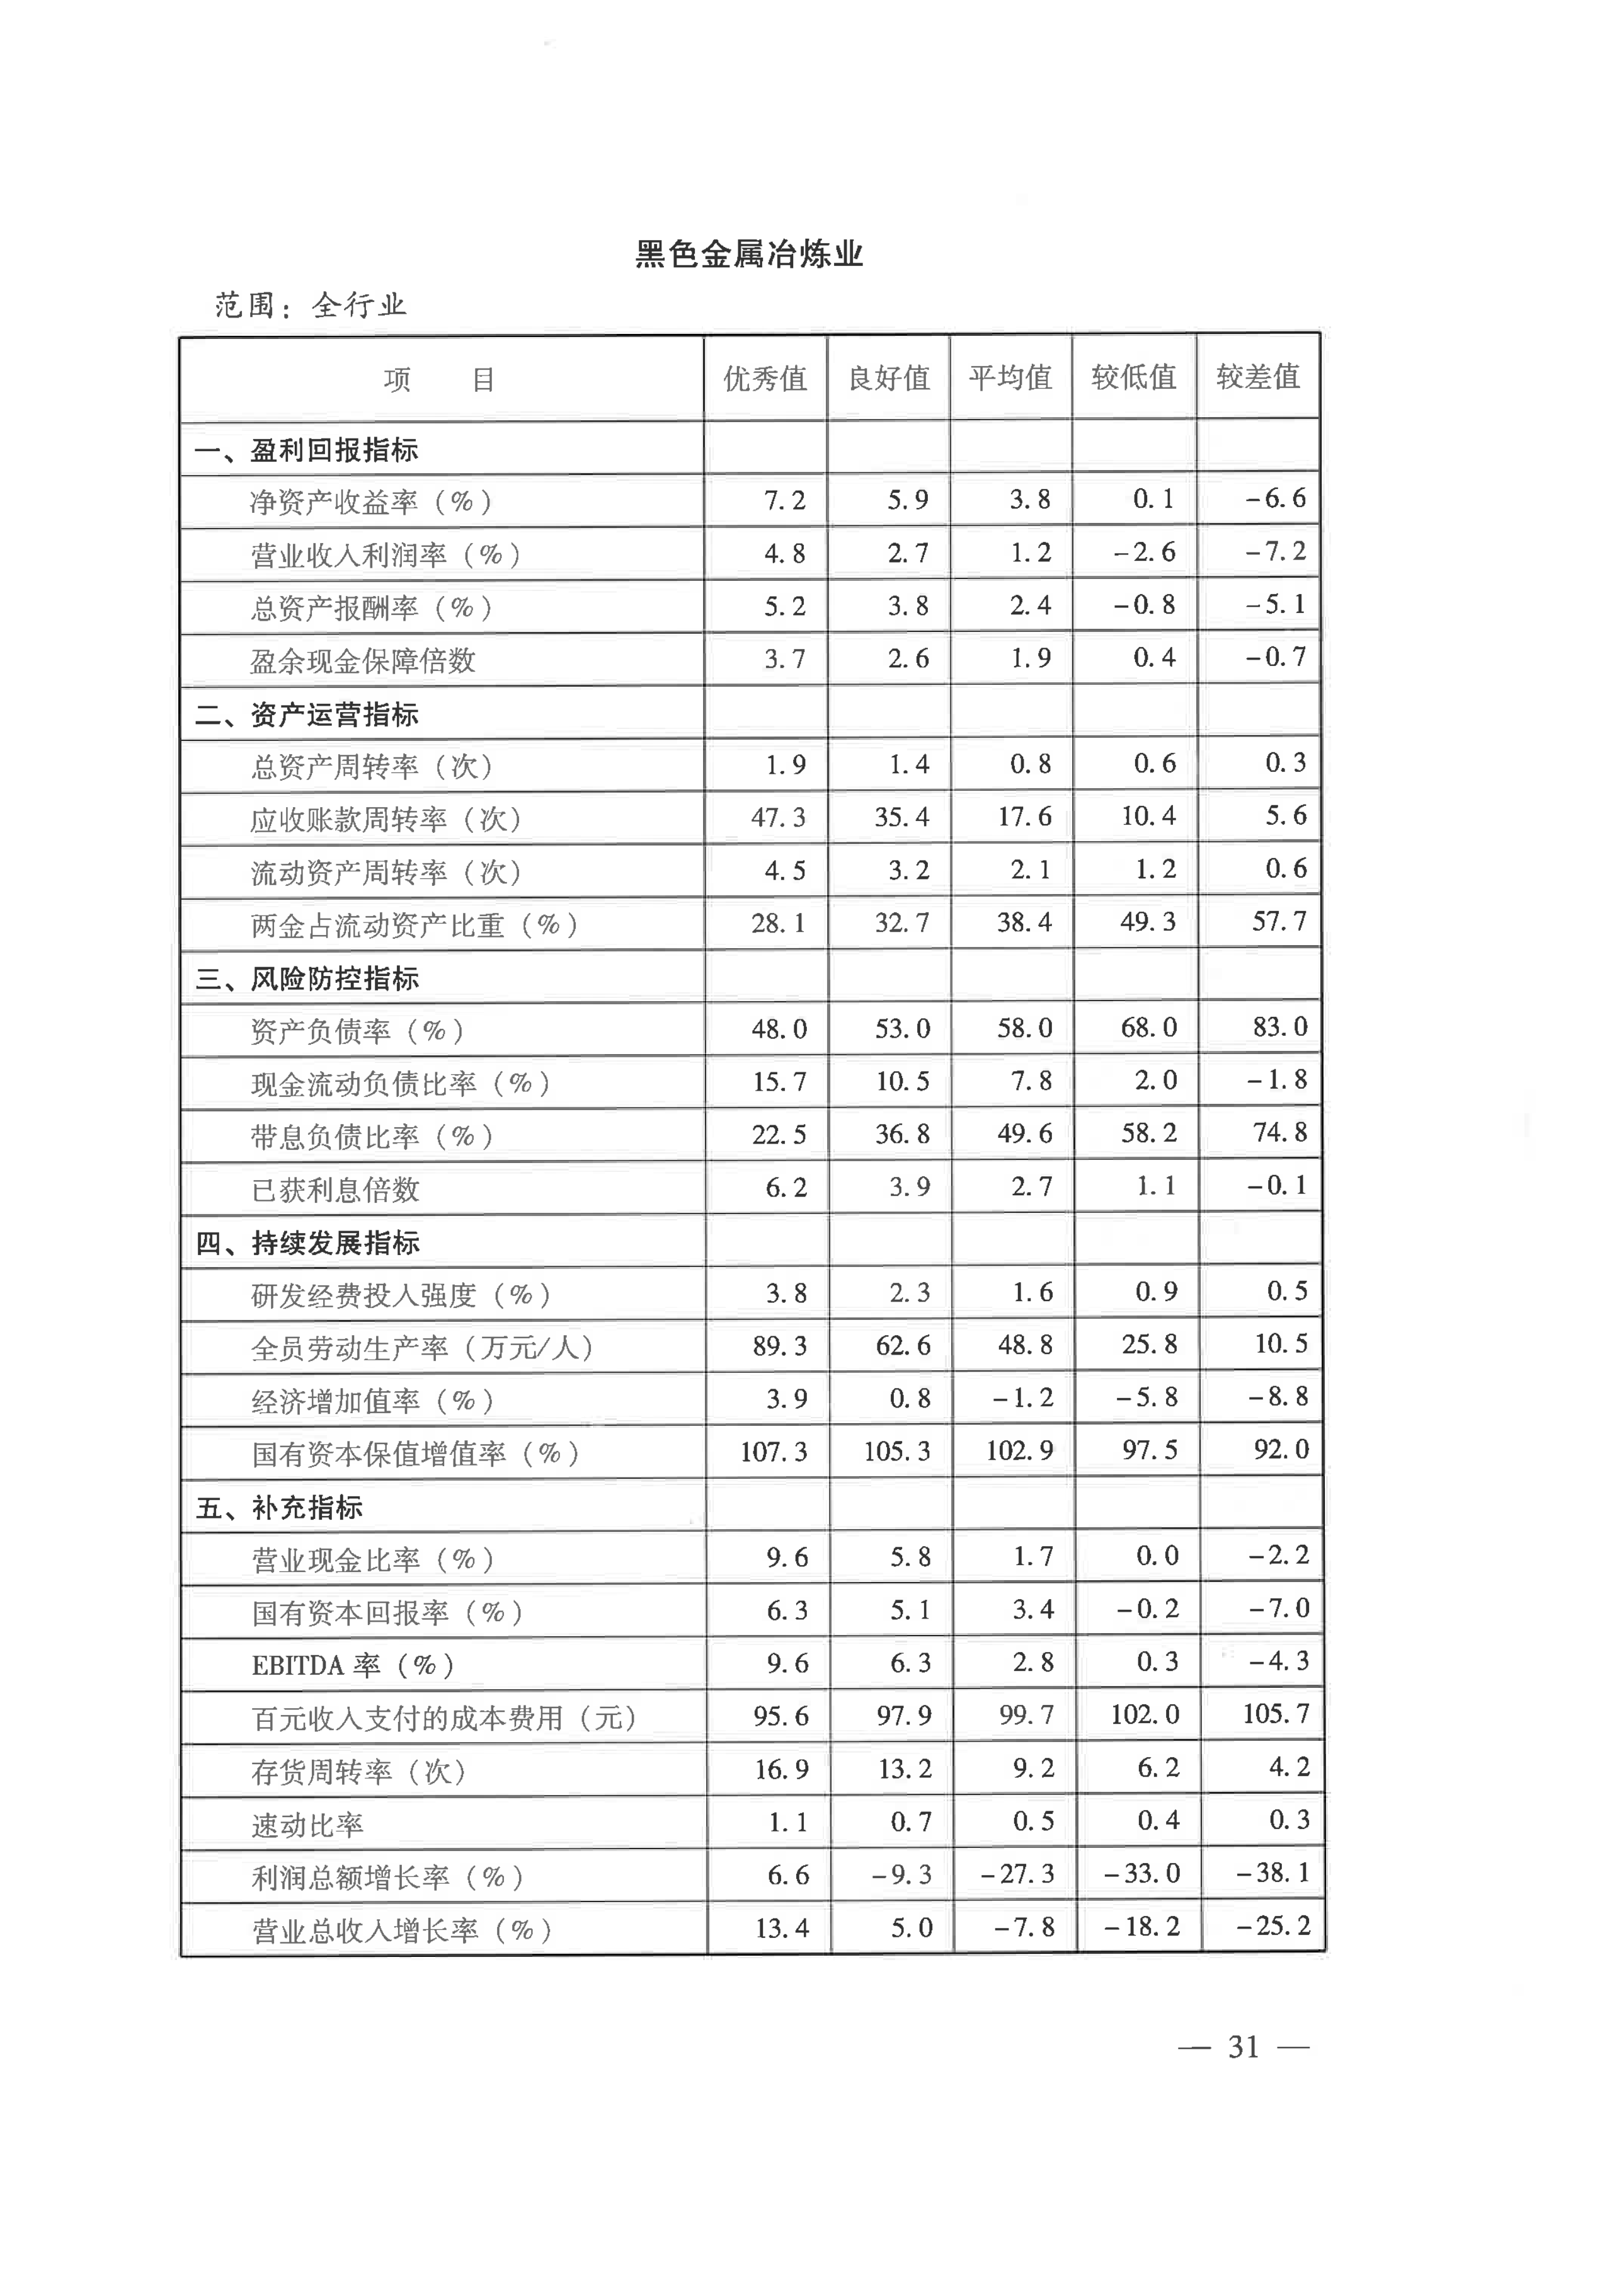 黑色金属冶炼业
范围：全行业
项 目 优秀值 良好值 平均值 较低值 较差值
一、盈利回报指标
净资产收益率（%） 7.2 5.9 3.8 0.1 -6.6
营业收入利润率（%） 4.8 2.7 1.2 -2.6 -7.2
总资产报酬率（%） 5.2 3.8 2.4 -0.8 -5.1
盈余现金保障倍数 3.7 2.6 1.9 0.4 -0.7
二、资产运营指标
总资产周转率（次） 1.9 1.4 0.8 0.6 0.3
应收账款周转率（次） 47.3 35.4 17.6 10.4 5.6
流动资产周转率（次） 4.5 3.2 2.1 1.2 0.6
两金占流动资产比重（%） 28.1 32.7 38.4 49.3 57.7
三、风险防控指标
资产负债率（%） 48.0 53.0 58.0 68.0 83.0
现金流动负债比率（%） 15.7 10.5 7.8 2.0 -1.8
带息负债比率（%） 22.5 36.8 49.6 58.2 74.8
已获利息倍数 6.2 3.9 2.7 1.1 -0.1
四、持续发展指标
研发经费投入强度（%） 3.8 2.3 1.6 0.9 0.5
全员劳动生产率（万元/人） 89.3 62.6 48.8 25.8 10.5
经济增加值率（%） 3.9 0.8 -1.2 -5.8 -8.8
国有资本保值增值率（%） 107.3 105.3 102.9 97.5 92.0
五、补充指标
营业现金比率（%） 9.6 5.8 1.7 0.0 -2.2
国有资本回报率（%） 6.3 5.1 3.4 -0.2 -7.0
EBITDA 率（%） 9.6 6.3 2.8 0.3 -4.3
百元收入支付的成本费用（元） 95.6 97.9 99.7 102.0 105.7
存货周转率（次） 16.9 13.2 9.2 6.2 4.2
速动比率 1.1 0.7 0.5 0.4 0.3
利润总额增长率（%） 6.6 -9.3 -27.3 -33.0 -38.1
营业总收入增长率（%） 13.4 5.0 -7.8 -18.2 -25.2
— 31 —